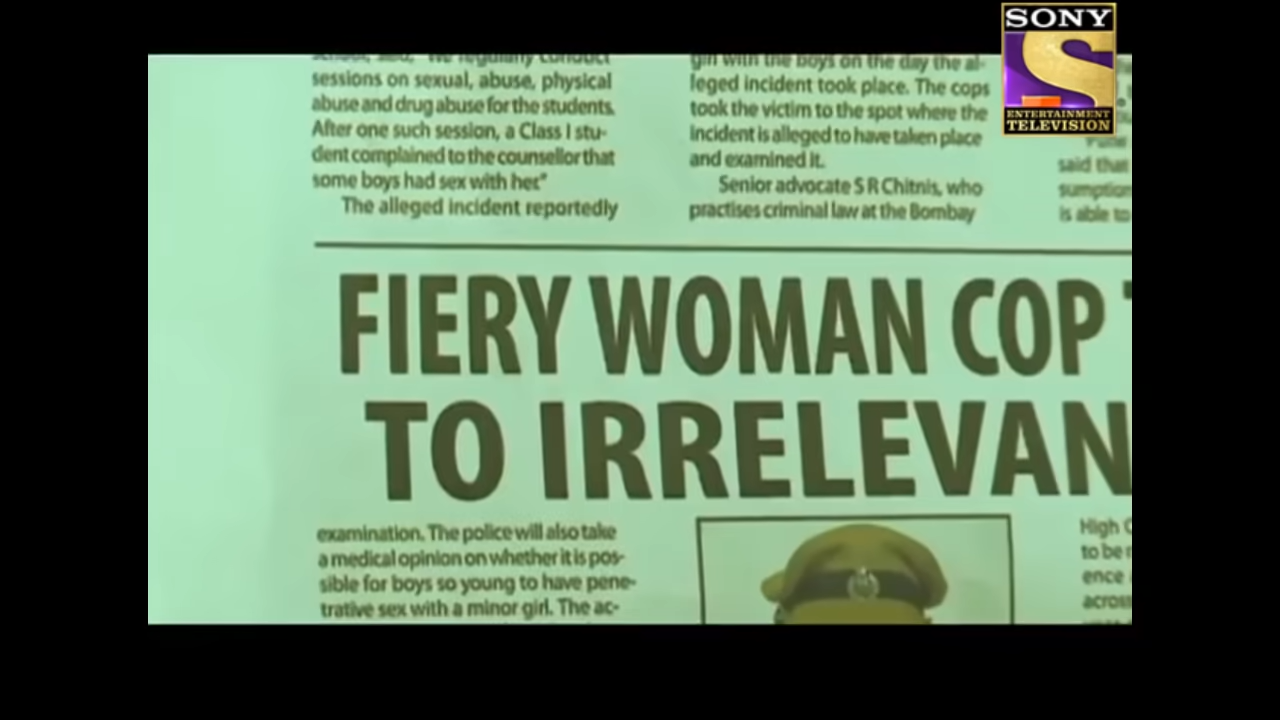 SONY
ENTERTAINMENT
TELEVISION
school, said, "We regularly conduct
sessions on sexual, abuse, physical
abuse and drug abuse for the students.
After one such session, a Class I stu-
dent complained to the counsellor that
some boys had sex with her."
The alleged incident reportedly
girl with the boys on the day the al-
leged incident took place. The cops
took the victim to the spot where the
incident is alleged to have taken place
and examined it.
Senior advocate S R Chitnis, who
practises criminal law at the Bombay
said that
sumption
is able to
FIERY WOMAN COP
TO IRRELEVAN
examination. The police will also take
a medical opinion on whether it is pos-
sible for boys so young to have pene-
trative sex with a minor girl. The ac-
High
to be
ence
across